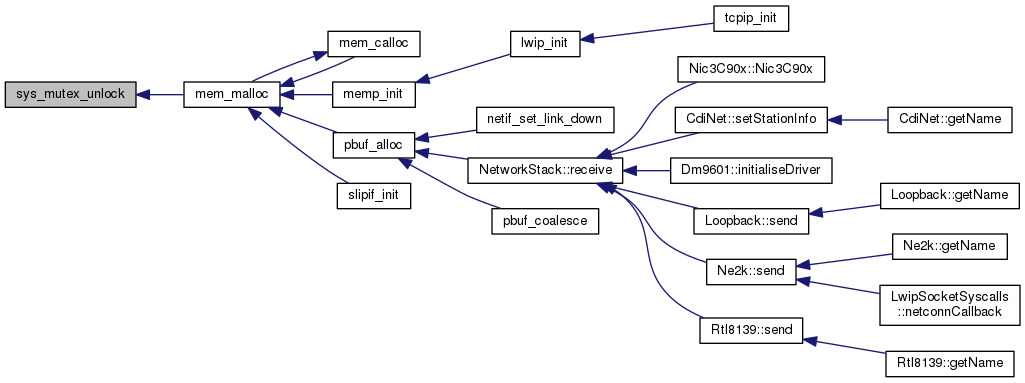 tcpip_init
mem_calloc
lwip_init
Nic3C90x::Nic3C90x
sys_mutex_unlock
mem_malloc
memp_init
netif_set_link_down
CdiNet::setStationInfo
CdiNet::getName
pbuf_alloc
NetworkStack::receive
Dm9601::initialiseDriver
slipif_init
Loopback::getName
pbuf_coalesce
Loopback::send
Ne2k::getName
Ne2k::send
LwipSocketSyscalls
::netconnCallback
Rtl8139::send
Rtl8139::getName